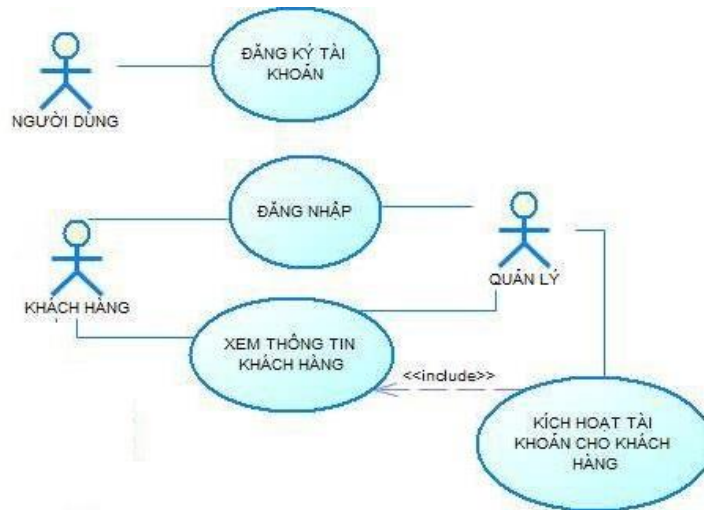 ĐĂNG KÝ TÀI
KHOẢN
NGƯỜI DÙNG
ĐĂNG NHẬP
QUẢN LÝ
KHÁCH HÀNG
XEM THÔNG TIN
KHÁCH HÀNG
<<include>>
KÍCH HOẠT TÀI
KHOẢN CHO KHÁCH
HÀNG